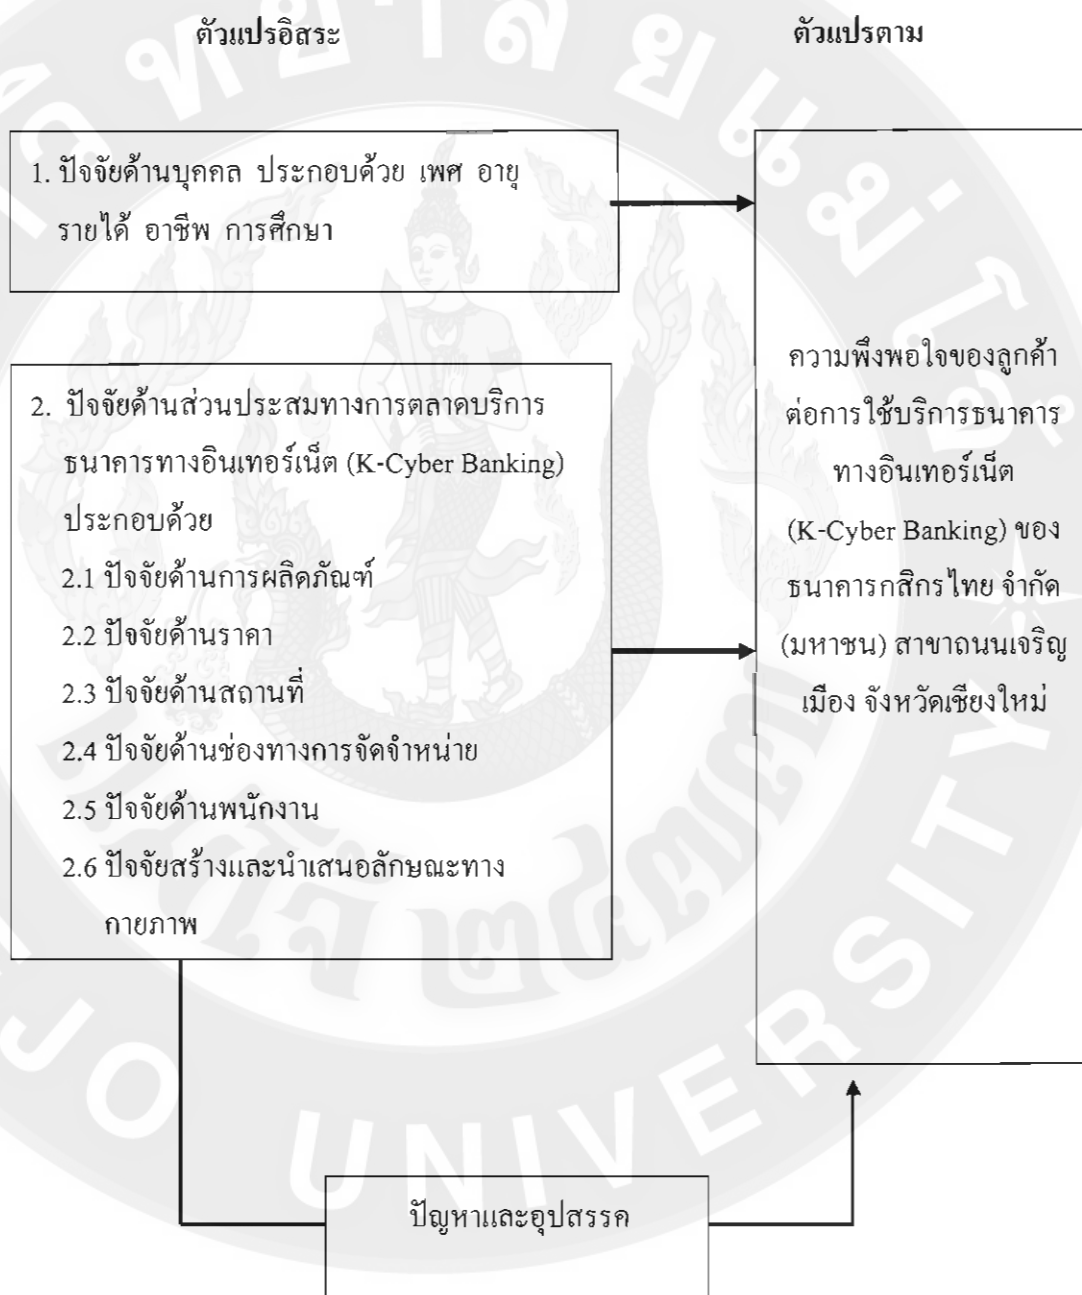 ตัวแปรอิสระ
ตัวแปรตาม
1. ปัจจัยด้านบุคคล ประกอบด้วย เพศ อายุ
รายได้ อาชีพ การศึกษา
2. ปัจจัยด้านส่วนประสมทางการตลาดบริการ
ธนาคารทางอินเทอร์เน็ต (K-Cyber Banking)
ประกอบด้วย
2.1 ปัจจัยด้านการผลิตภัณฑ์
2.2 ปัจจัยด้านราคา
2.3 ปัจจัยด้านสถานที่
2.4 ปัจจัยด้านช่องทางการจัดจำหน่าย
2.5 ปัจจัยด้านพนักงาน
2.6 ปัจจัยสร้างและนำเสนอลักษณะทาง
กายภาพ
ความพึงพอใจของลูกค้า
ต่อการใช้บริการธนาคาร
ทางอินเทอร์เน็ต
(K-Cyber Banking) ของ
ธนาคารกสิกรไทย จำกัด
(มหาชน) สาขาถนนเจริญ
เมือง จังหวัดเชียงใหม่
ปัญหาและอุปสรรค
JO UNIVERSITY